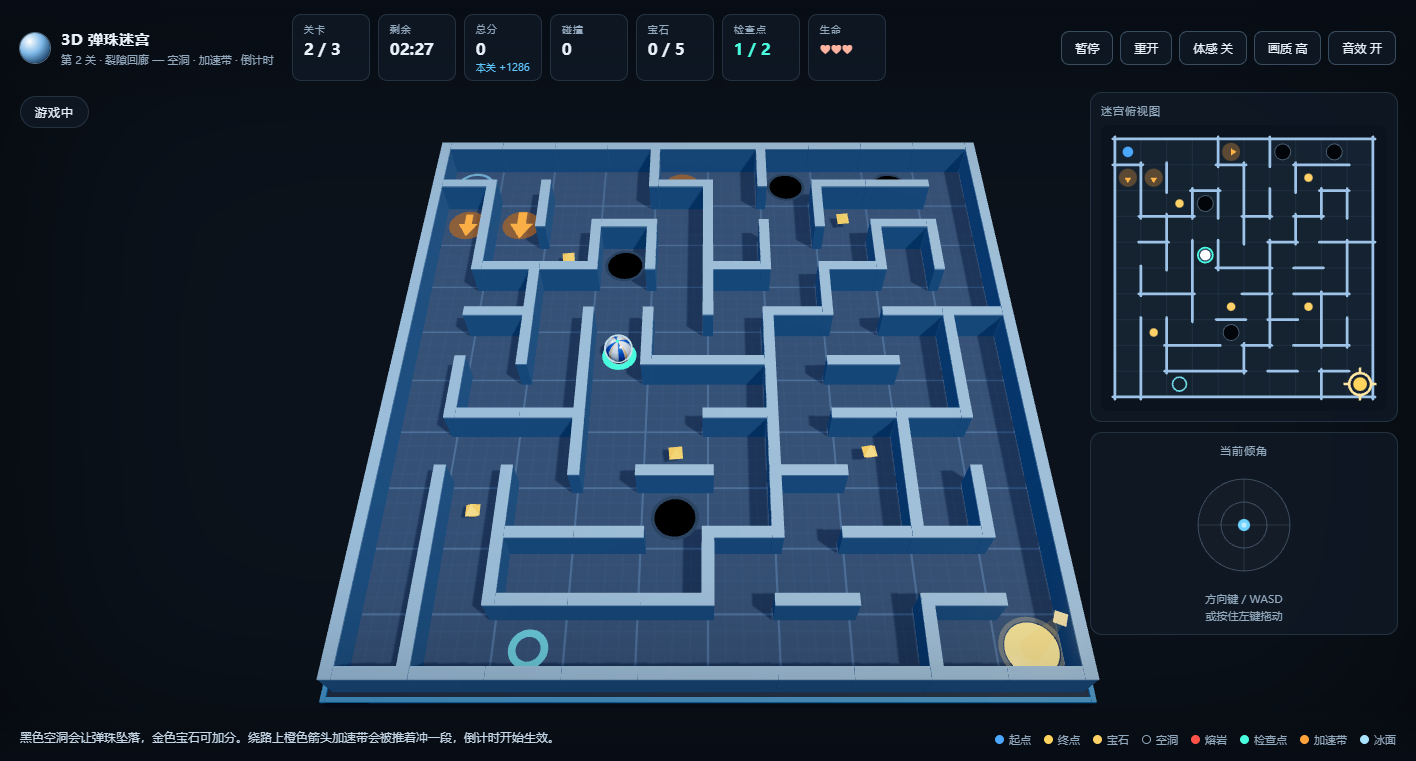 3D 弹珠迷宫
第 2 关 · 裂隙回廊 — 空洞 · 加速带 · 倒计时
关卡
2 / 3
剩余
02:27
总分
0
本关 +1286
碰撞
0
宝石
0 / 5
检查点
1 / 2
生命
♥♥♥
暂停
重开
体感 关
画质 高
音效 开
游戏中
迷宫俯视图
当前倾角
方向键 / WASD
或按住左键拖动
黑色空洞会让弹珠坠落，金色宝石可加分。绕路上橙色箭头加速带会被推着冲一段，倒计时开始生效。
起点
终点
宝石
空洞
熔岩
检查点
加速带
冰面